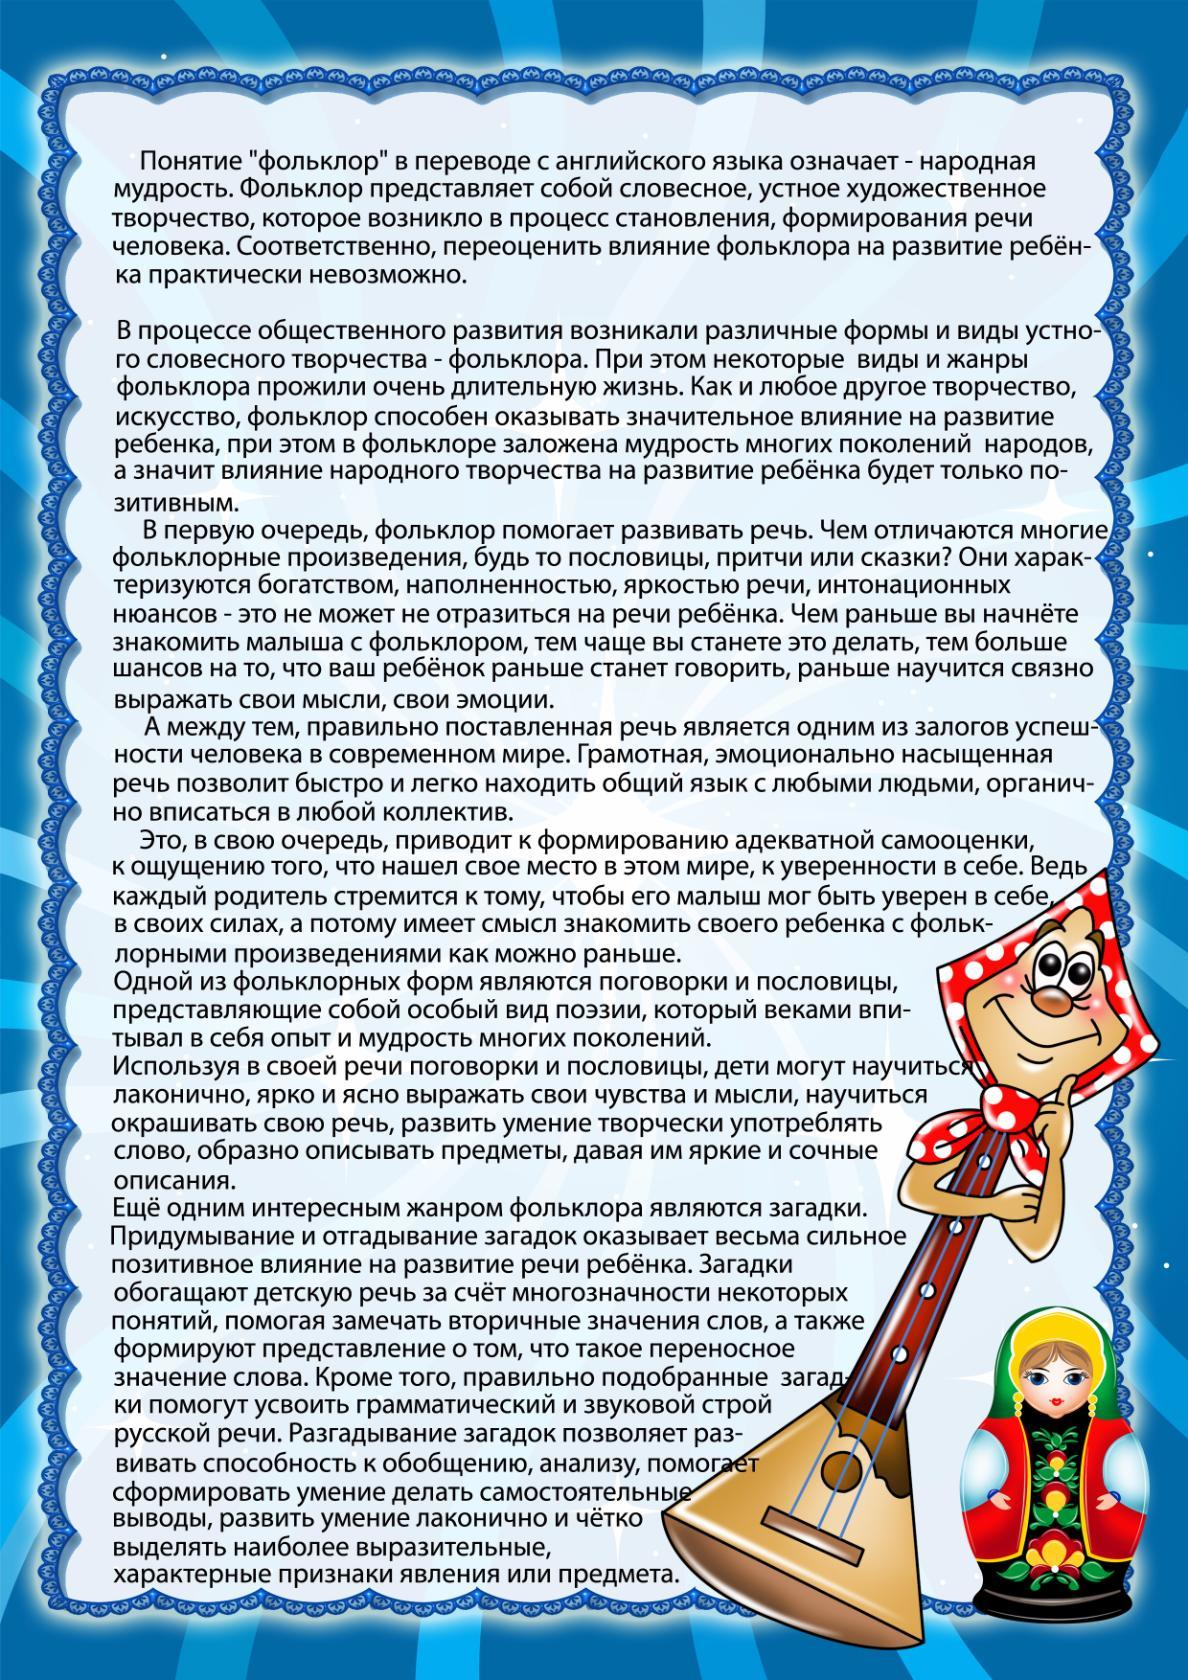 Понятие "фольклор" в переводе с английского языка означает - народная
мудрость. Фольклор представляет собой словесное, устное художественное
творчество, которое возникло в процесс становления, формирования речи
человека. Соответственно, переоценить влияние фольклора на развитие ребён-
ка практически невозможно.
В процессе общественного развития возникали различные формы и виды устно-
го словесного творчества - фольклора. При этом некоторые  виды и жанры
фольклора прожили очень длительную жизнь. Как и любое другое творчество,
искусство, фольклор способен оказывать значительное влияние на развитие
ребенка, при этом в фольклоре заложена мудрость многих поколений  народов,
а значит влияние народного творчества на развитие ребёнка будет только по-
зитивным.
В первую очередь, фольклор помогает развивать речь. Чем отличаются многие
фольклорные произведения, будь то пословицы, притчи или сказки? Они харак-
теризуются богатством, наполненностью, яркостью речи, интонационных
нюансов - это не может не отразиться на речи ребёнка. Чем раньше вы начнёте
знакомить малыша с фольклором, тем чаще вы станете это делать, тем больше
шансов на то, что ваш ребёнок раньше станет говорить, раньше научится связно
выражать свои мысли, свои эмоции.
А между тем, правильно поставленная речь является одним из залогов успеш-
ности человека в современном мире. Грамотная, эмоционально насыщенная
речь позволит быстро и легко находить общий язык с любыми людьми, органич-
но вписаться в любой коллектив.
Это, в свою очередь, приводит к формированию адекватной самооценки,
к ощущению того, что нашел свое место в этом мире, к уверенности в себе. Ведь
каждый родитель стремится к тому, чтобы его малыш мог быть уверен в себе,
в своих силах, а потому имеет смысл знакомить своего ребенка с фольк-
лорными произведениями как можно раньше.
Одной из фольклорных форм являются поговорки и пословицы,
представляющие собой особый вид поэзии, который веками впи-
тывал в себя опыт и мудрость многих поколений.
Используя в своей речи поговорки и пословицы, дети могут научиться
лаконично, ярко и ясно выражать свои чувства и мысли, научиться
окрашивать свою речь, развить умение творчески употреблять
слово, образно описывать предметы, давая им яркие и сочные
описания.
Ещё одним интересным жанром фольклора являются загадки.
Придумывание и отгадывание загадок оказывает весьма сильное
позитивное влияние на развитие речи ребёнка. Загадки
обогащают детскую речь за счёт многозначности некоторых
понятий, помогая замечать вторичные значения слов, а также
формируют представление о том, что такое переносное
значение слова. Кроме того, правильно подобранные  загад-
ки помогут усвоить грамматический и звуковой строй
русской речи. Разгадывание загадок позволяет раз-
вивать способность к обобщению, анализу, помогает
сформировать умение делать самостоятельные
выводы, развить умение лаконично и чётко
выделять наиболее выразительные,
характерные признаки явления или предмета.